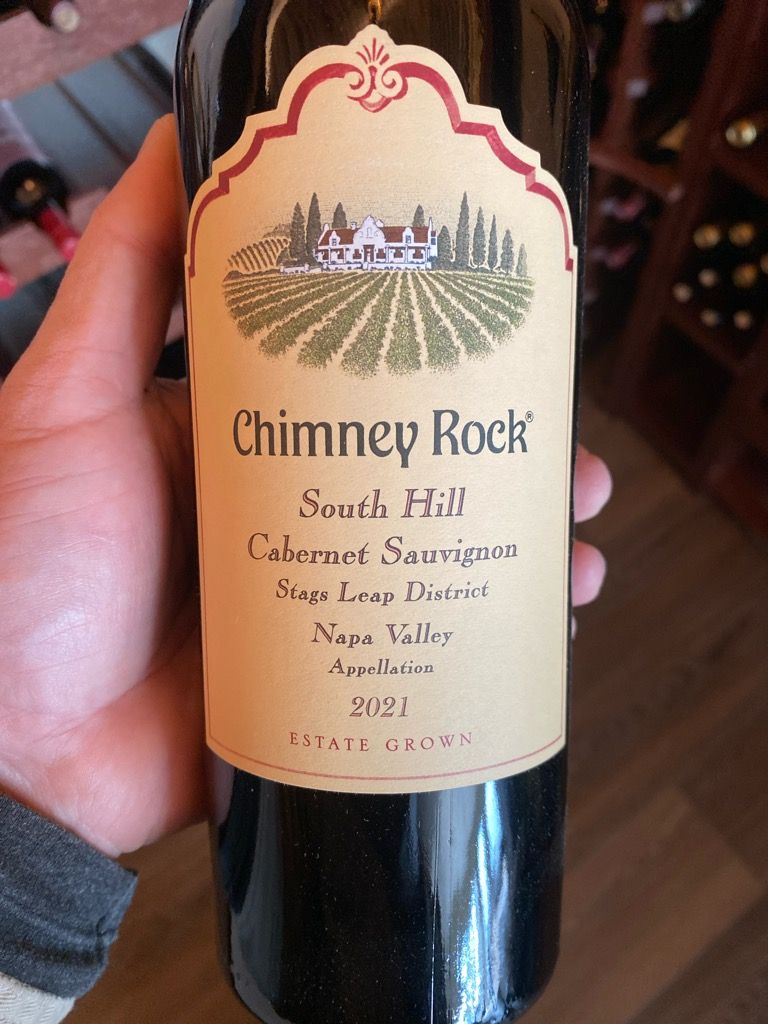 Chimney Rock®
South Hill
Cabernet Sauvignon
Stags Leap District
Napa Valley
Appellation
2021
ESTATE GROWN